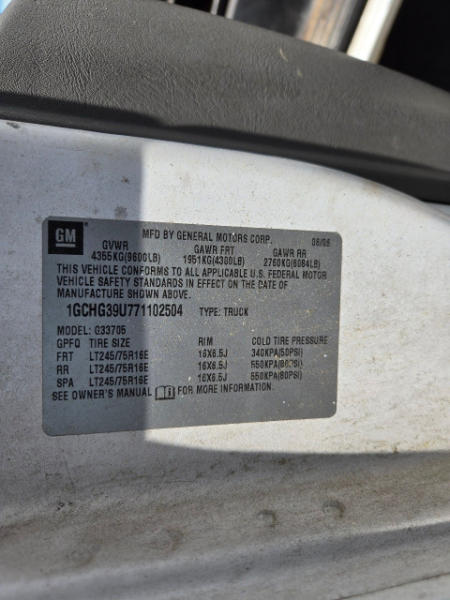 GM
MFD BY GENERAL MOTORS CORP. 08/06
GVWR GAWR FRT GAWR RR
4355KG(9600LB) 1951KG(4300LB) 2760KG(6084LB)
THIS VEHICLE CONFORMS TO ALL APPLICABLE U.S. FEDERAL MOTOR
VEHICLE SAFETY STANDARDS IN EFFECT ON THE DATE OF
MANUFACTURE SHOWN ABOVE.
1GCHG39U771102504 TYPE: TRUCK
MODEL: G33705
GPFQ TIRE SIZE RIM COLD TIRE PRESSURE
FRT LT245/75R16E 16X6.5J 340KPA(50PSI)
RR LT245/75R16E 16X6.5J 550KPA(80PSI)
SPA LT245/75R16E 16X6.5J 550KPA(80PSI)
SEE OWNER'S MANUAL FOR MORE INFORMATION.